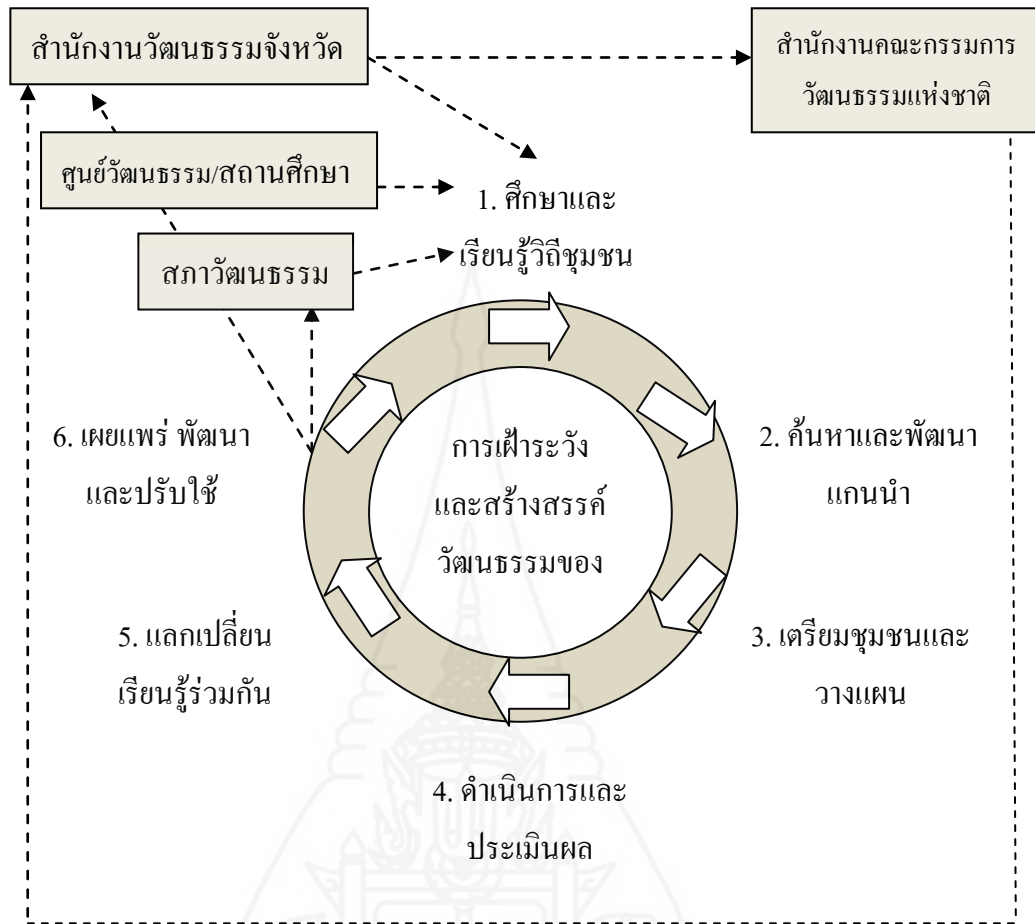 สำนักงานวัฒนธรรมจังหวัด
สำนักงานคณะกรรมการ
วัฒนธรรมแห่งชาติ
ศูนย์วัฒนธรรม/สถานศึกษา
สภาวัฒนธรรม
1. ศึกษาและ
เรียนรู้วิถีชุมชน
2. ค้นหาและพัฒนา
แกนนำ
3. เตรียมชุมชนและ
วางแผน
4. ดำเนินการและ
ประเมินผล
5. แลกเปลี่ยน
เรียนรู้ร่วมกัน
6. เผยแพร่ พัฒนา
และปรับใช้
การเฝ้าระวัง
และสร้างสรรค์
วัฒนธรรมของ